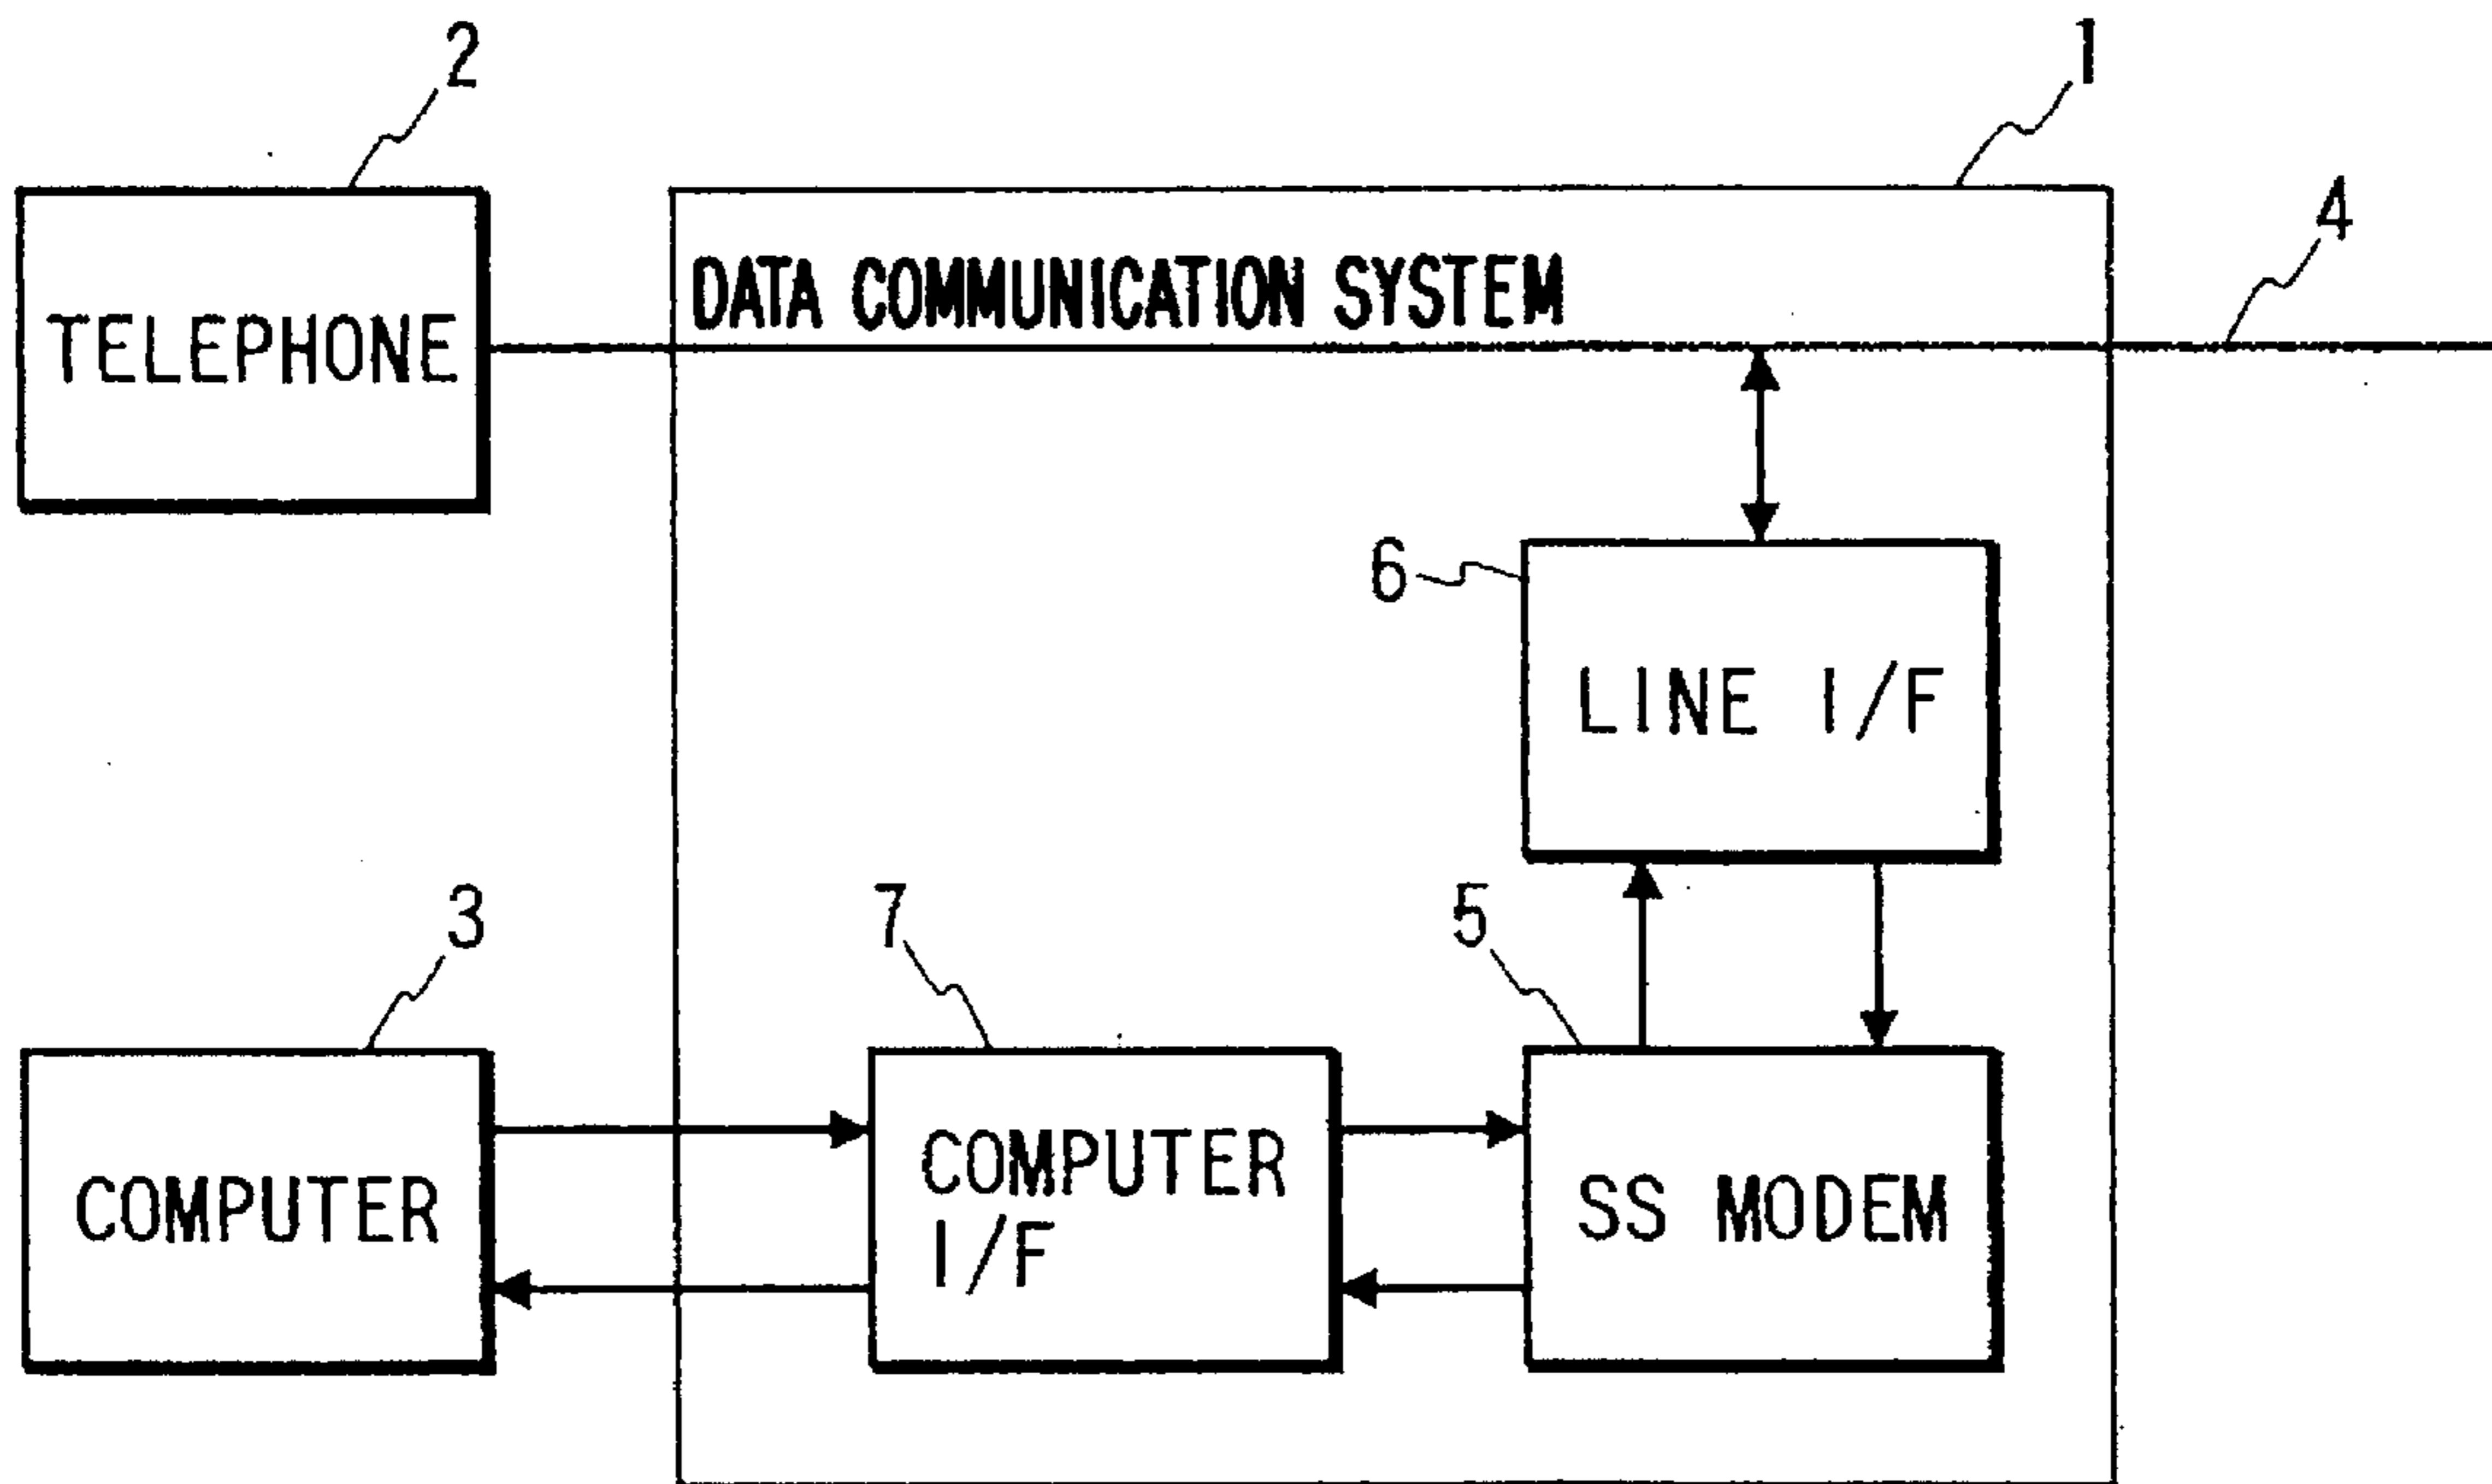 2
1
4
TELEPHONE
DATA COMMUNICATION SYSTEM
6
LINE I/F
3
7
5
COMPUTER
COMPUTER
I/F
SS MODEM